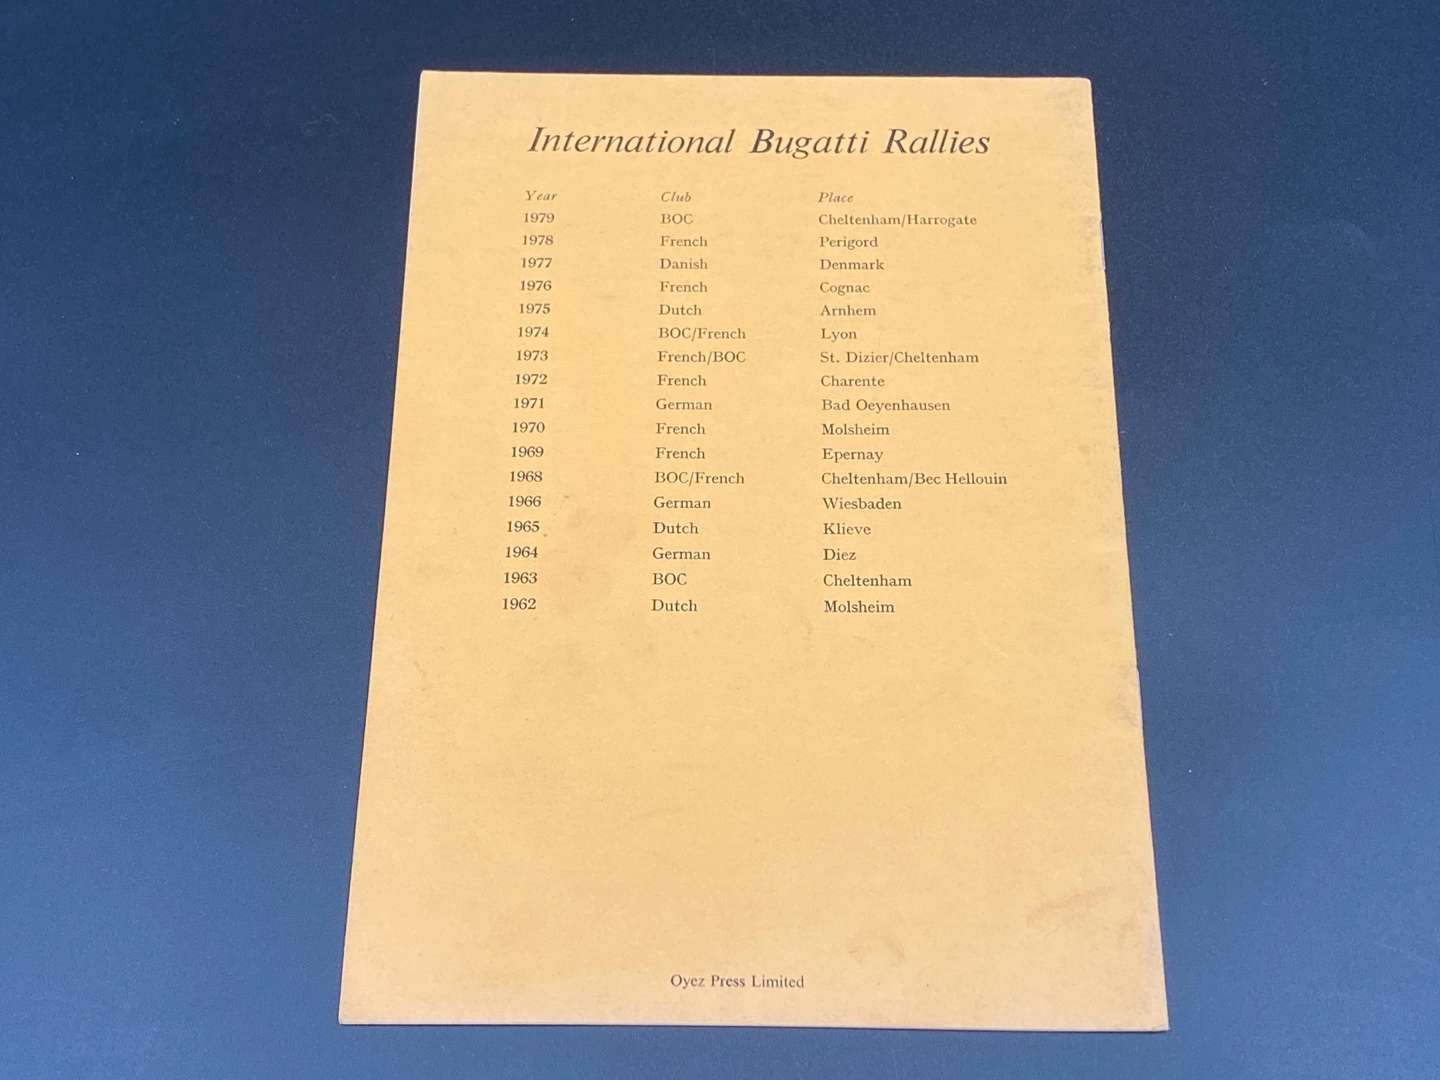 International Bugatti Rallies
Year Club Place
1979 BOC Cheltenham/Harrogate
1978 French Perigord
1977 Danish Denmark
1976 French Cognac
1975 Dutch Arnhem
1974 BOC/French Lyon
1973 French/BOC St. Dizier/Cheltenham
1972 French Charente
1971 German Bad Oeyenhausen
1970 French Molsheim
1969 French Epernay
1968 BOC/French Cheltenham/Bec Hellouin
1966 German Wiesbaden
1965 Dutch Klieve
1964 German Diez
1963 BOC Cheltenham
1962 Dutch Molsheim
Oyez Press Limited